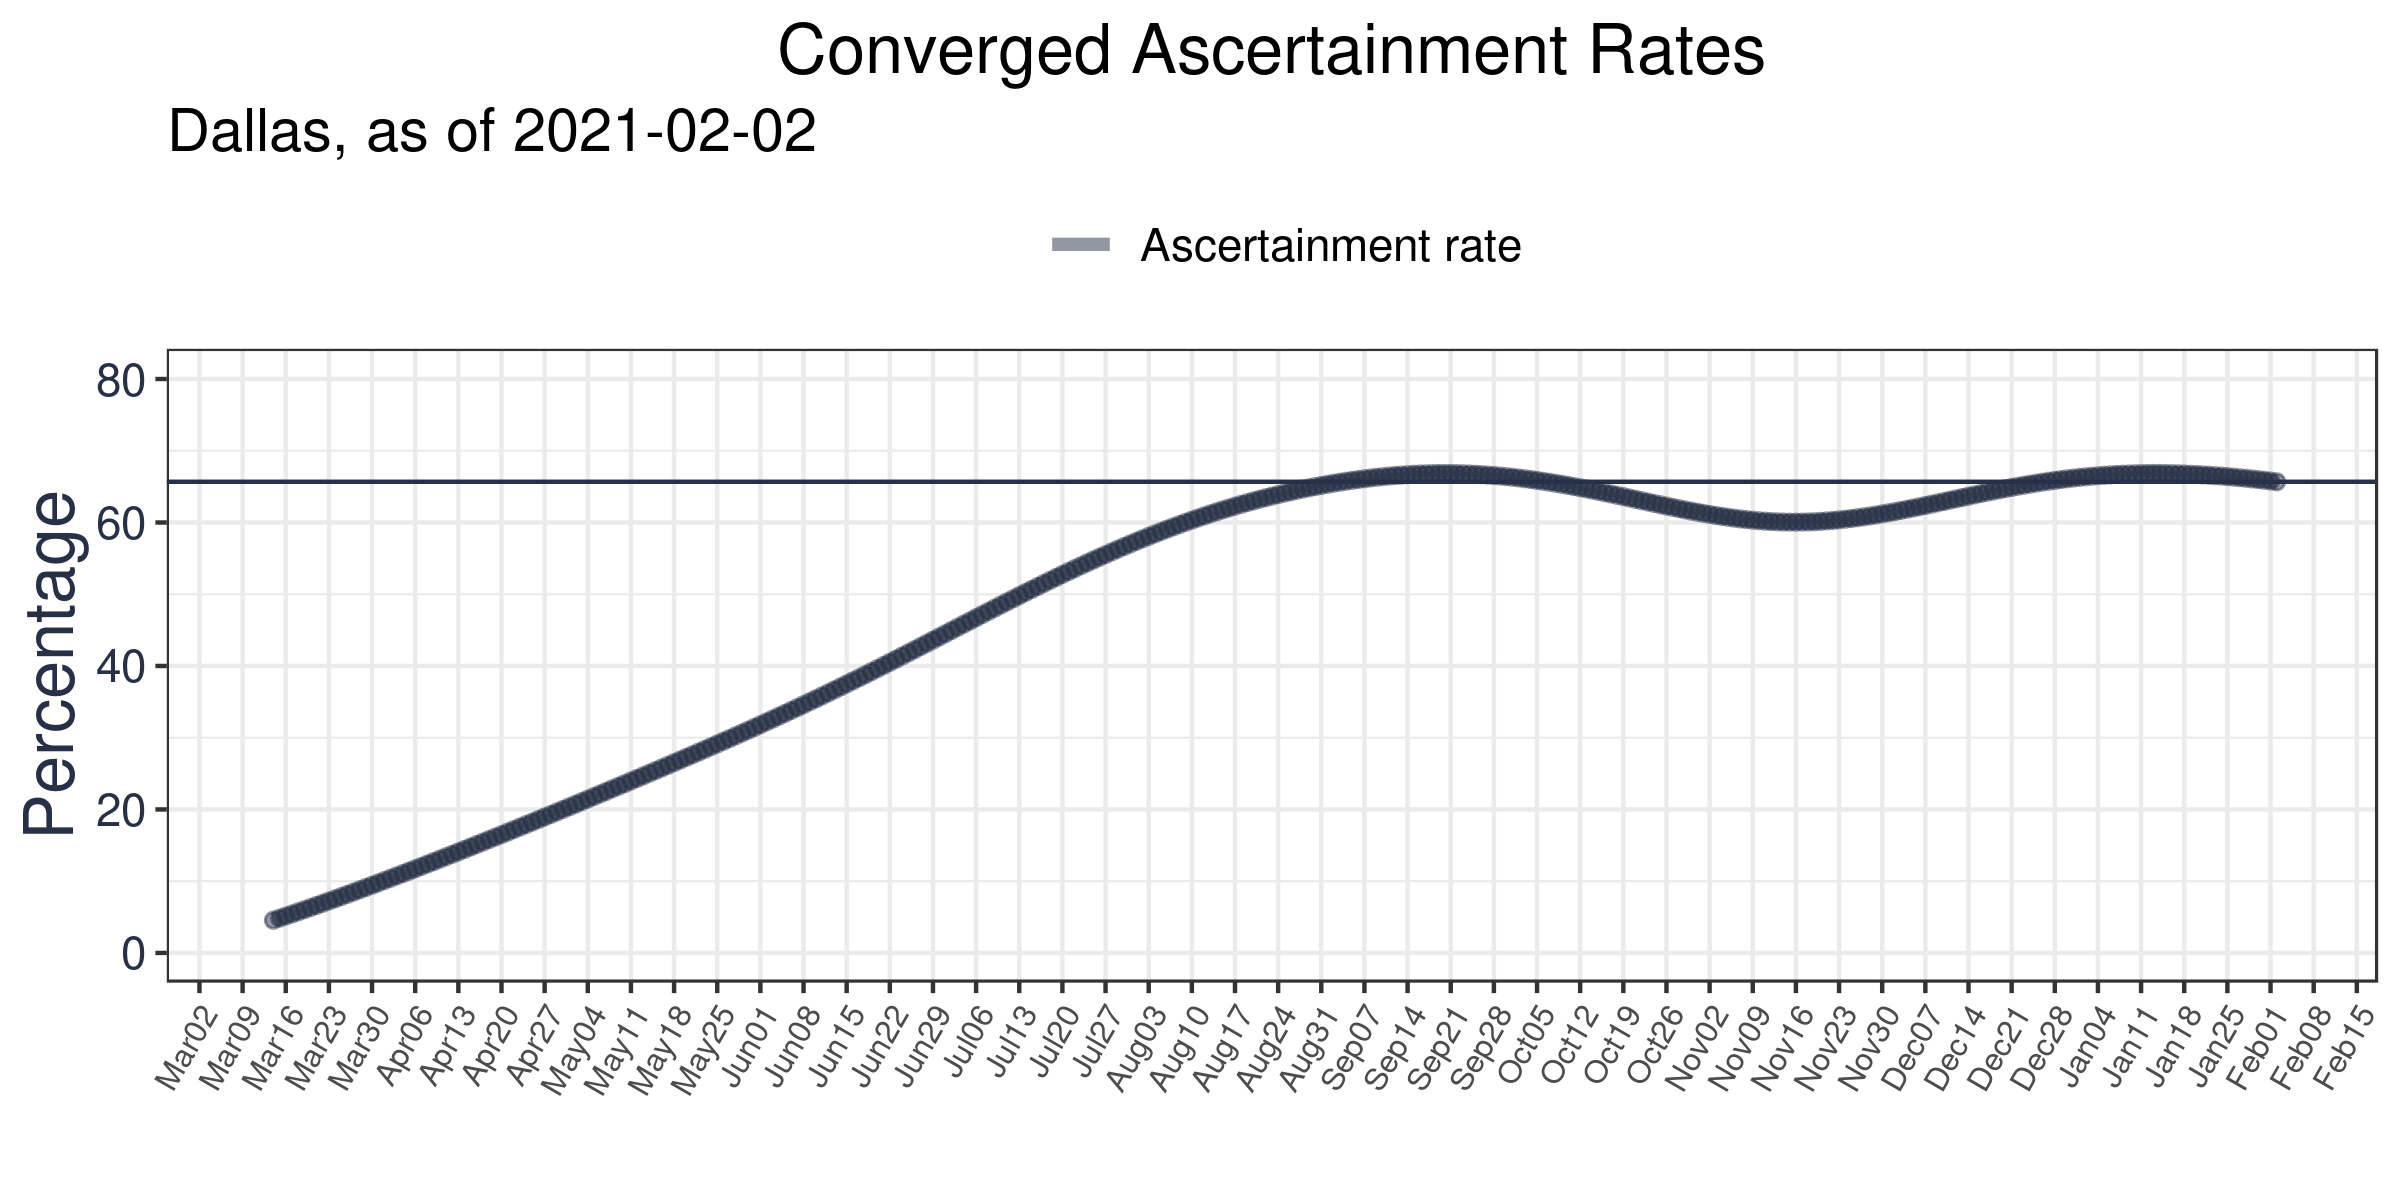 Converged Ascertainment Rates
Dallas, as of 2021-02-02
Ascertainment rate
Percentage
80
60
40
20
0
Mar02 Mar09 Mar16 Mar23 Mar30 Apr06 Apr13 Apr20 Apr27 May04 May11 May18 May25 Jun01 Jun08 Jun15 Jun22 Jun29 Jul06 Jul13 Jul20 Jul27 Aug03 Aug10 Aug17 Aug24 Aug31 Sep07 Sep14 Sep21 Sep28 Oct05 Oct12 Oct19 Oct26 Nov02 Nov09 Nov16 Nov23 Nov30 Dec07 Dec14 Dec21 Dec28 Jan04 Jan11 Jan18 Jan25 Feb01 Feb08 Feb15